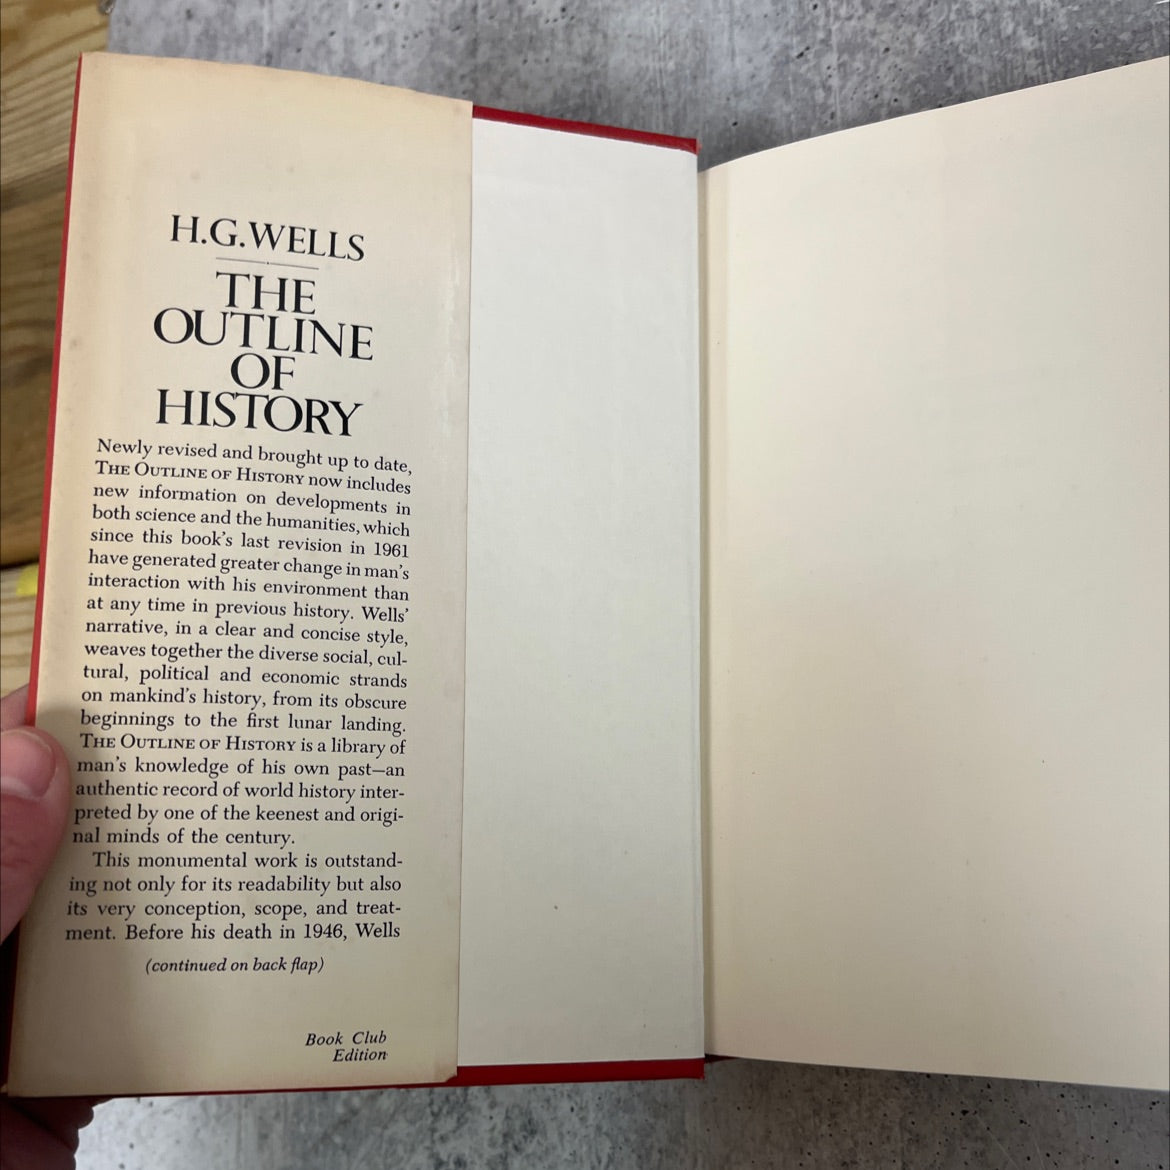 H.G.WELLS
THE
OUTLINE
OF
HISTORY
Newly revised and brought up to date,
THE OUTLINE OF HISTORY now includes
new information on developments in
both science and the humanities, which
since this book's last revision in 1961
have generated greater change in man's
interaction with his environment than
at any time in previous history. Wells'
narrative, in a clear and concise style,
weaves together the diverse social, cul-
tural, political and economic strands
on mankind's history, from its obscure
beginnings to the first lunar landing.
THE OUTLINE OF HISTORY is a library of
man's knowledge of his own past—an
authentic record of world history inter-
preted by one of the keenest and origi-
nal minds of the century.
This monumental work is outstand-
ing not only for its readability but also
its very conception, scope, and treat-
ment. Before his death in 1946, Wells
(continued on back flap)
Book Club
Edition